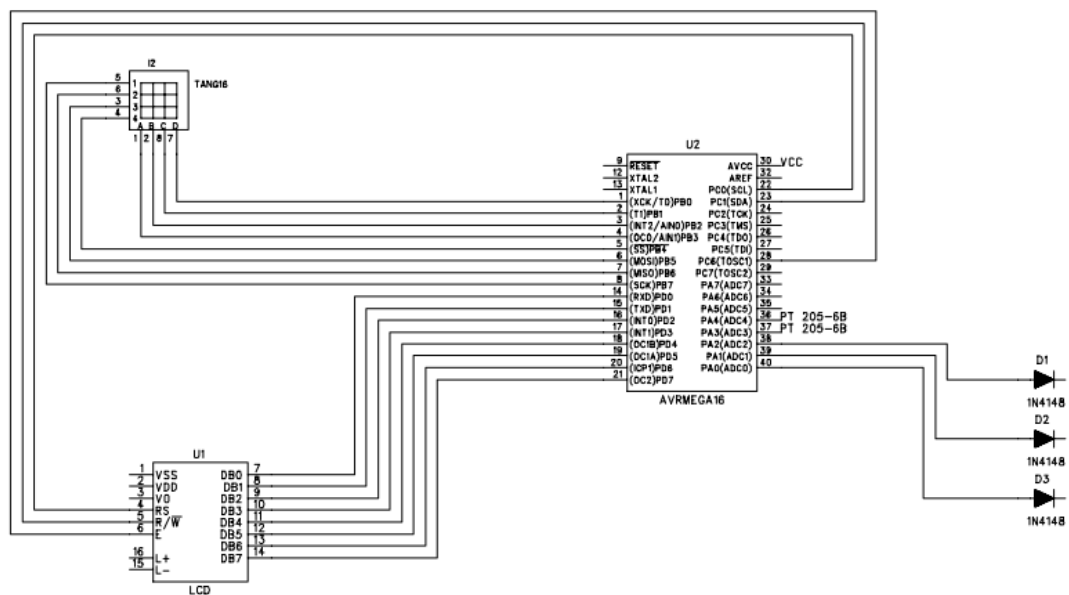 I2
TANG16
5 1
6 2
3 3
4 4
A B C D
1 2 8 7
U2
9 RESET
12 XTAL2
13 XTAL1
1 (XCK/T0)PB0
2 (T1)PB1
3 (INT2/AIN0)PB2
4 (OC0/AIN1)PB3
5 (SS)PB4
6 (MOSI)PB5
7 (MISO)PB6
8 (SCK)PB7
14 (RXD)PD0
15 (TXD)PD1
16 (INT0)PD2
17 (INT1)PD3
18 (OC1B)PD4
19 (OC1A)PD5
20 (ICP1)PD6
21 (OC2)PD7
AVCC 30 VCC
AREF 32
PC0(SCL) 22
PC1(SDA) 23
PC2(TCK) 24
PC3(TMS) 25
PC4(TDO) 26
PC5(TDI) 27
PC6(TOSC1) 28
PC7(TOSC2) 29
PA7(ADC7) 33
PA6(ADC6) 34
PA5(ADC5) 35
PA4(ADC4) 36 PT 205-6B
PA3(ADC3) 37 PT 205-6B
PA2(ADC2) 38
PA1(ADC1) 39
PA0(ADC0) 40
AVRMEGA16
D1
1N4148
D2
1N4148
D3
1N4148
U1
1 VSS
2 VDD
3 V0
4 RS
5 R/W
6 E
16 L+
15 L-
DB0 7
DB1 8
DB2 9
DB3 10
DB4 11
DB5 12
DB6 13
DB7 14
LCD